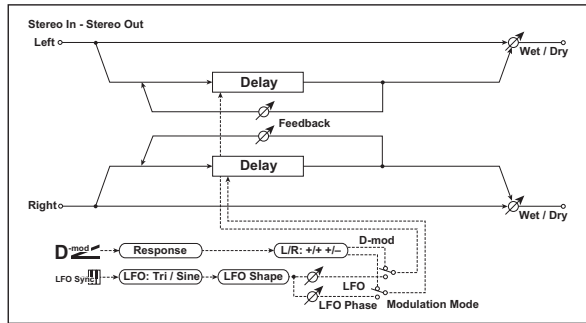 Stereo In - Stereo Out
Left
Wet / Dry
Delay
Feedback
Delay
Right
Wet / Dry
D-mod
Response
L/R: +/+ +/–
D-mod
LFO Sync
LFO: Tri / Sine
LFO Shape
LFO
LFO Phase
Modulation Mode